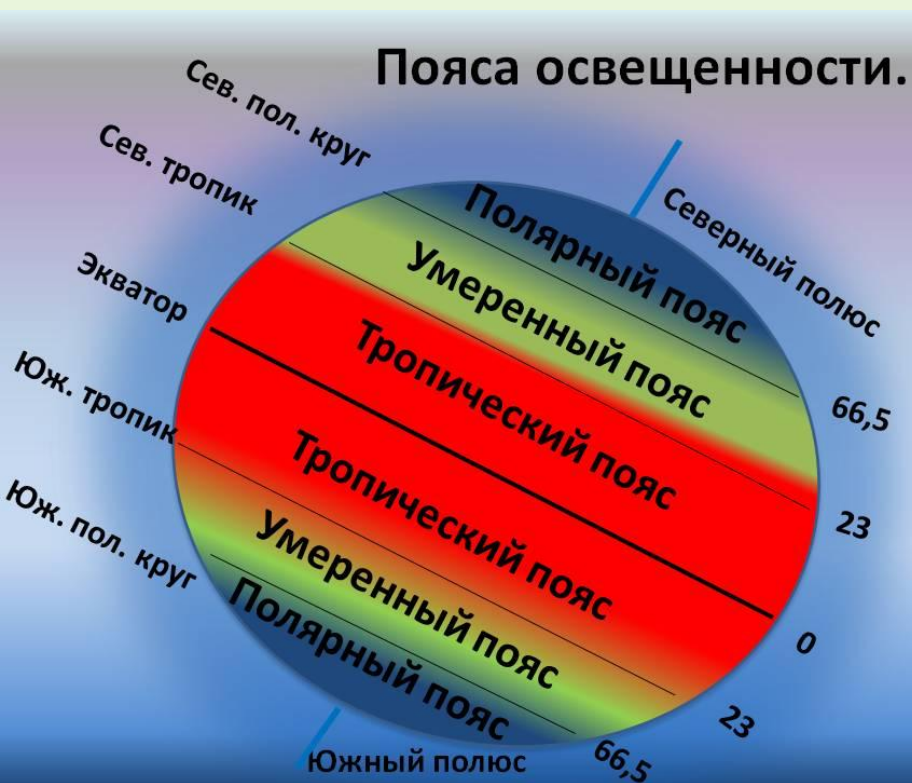 Пояса освещенности.
Сев. пол. круг
Сев. тропик
Экватор
Юж. тропик
Юж. пол. круг
Северный полюс
Полярный пояс
Умеренный пояс
Тропический пояс
Тропический пояс
Умеренный пояс
Полярный пояс
66,5
23
0
23
66,5
Южный полюс